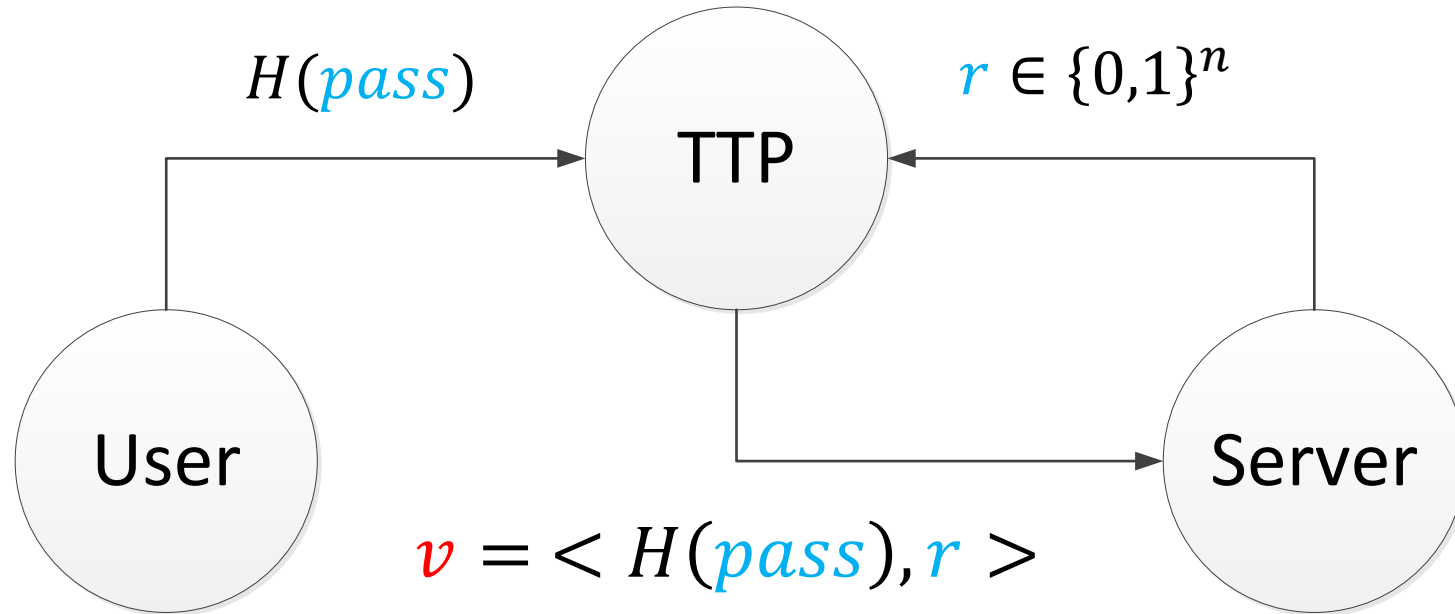 H(pass)
r ∈ {0,1}ⁿ
TTP
User
Server
v = < H(pass), r >